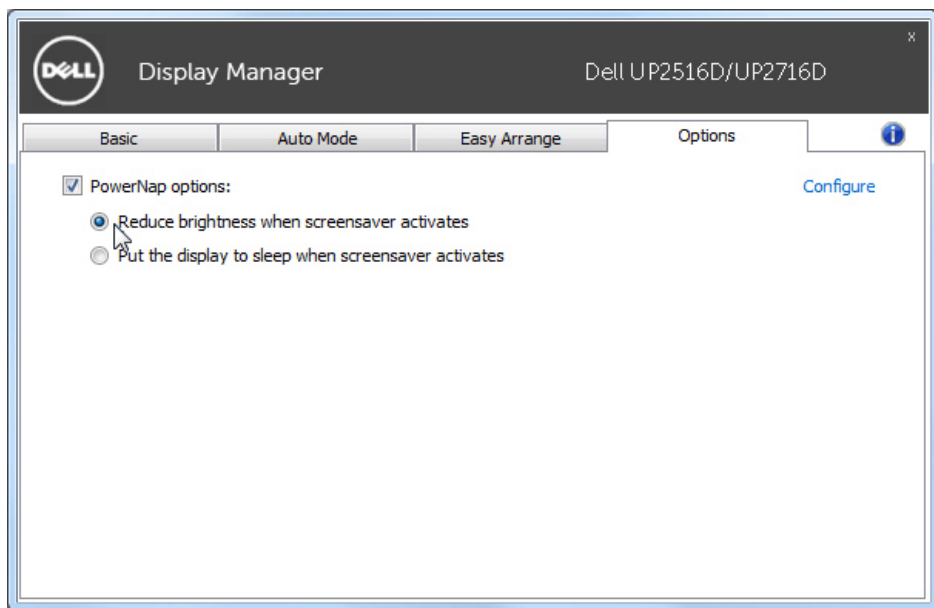 DELL Display Manager Dell UP2516D/UP2716D x
Basic Auto Mode Easy Arrange Options i
PowerNap options: Configure
Reduce brightness when screensaver activates
Put the display to sleep when screensaver activates